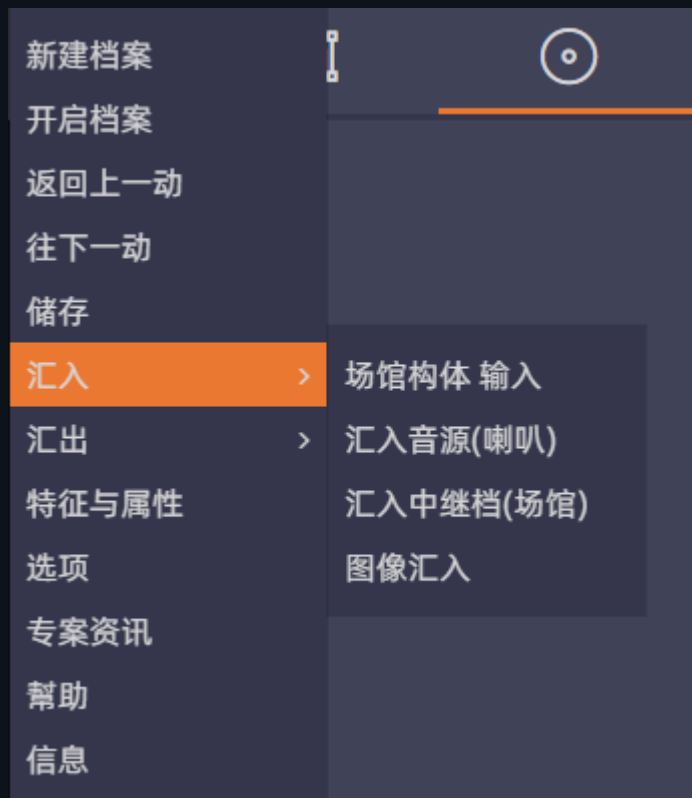 新建档案
开启档案
返回上一动
往下一动
储存
汇入
汇出
特征与属性
选项
专案资讯
幫助
信息
场馆构体 输入
汇入音源(喇叭)
汇入中继档(场馆)
图像汇入